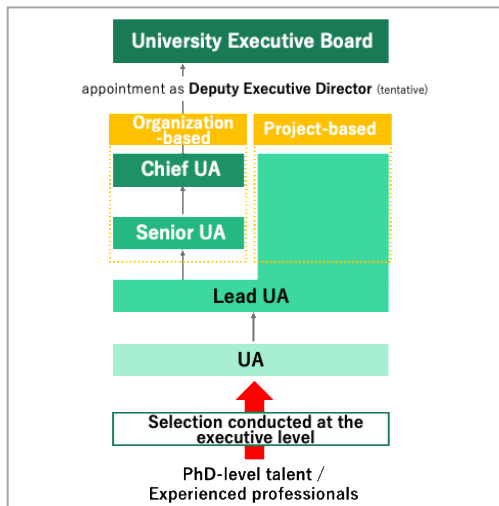 University Executive Board
appointment as Deputy Executive Director (tentative)
Organization
-based
Project-based
Chief UA
Senior UA
Lead UA
UA
Selection conducted at the
executive level
PhD-level talent /
Experienced professionals